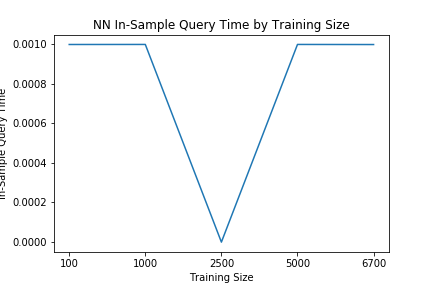 NN In-Sample Query Time by Training Size
0.0010
0.0008
0.0006
0.0004
0.0002
0.0000
In-Sample Query Time
100 1000 2500 5000 6700
Training Size